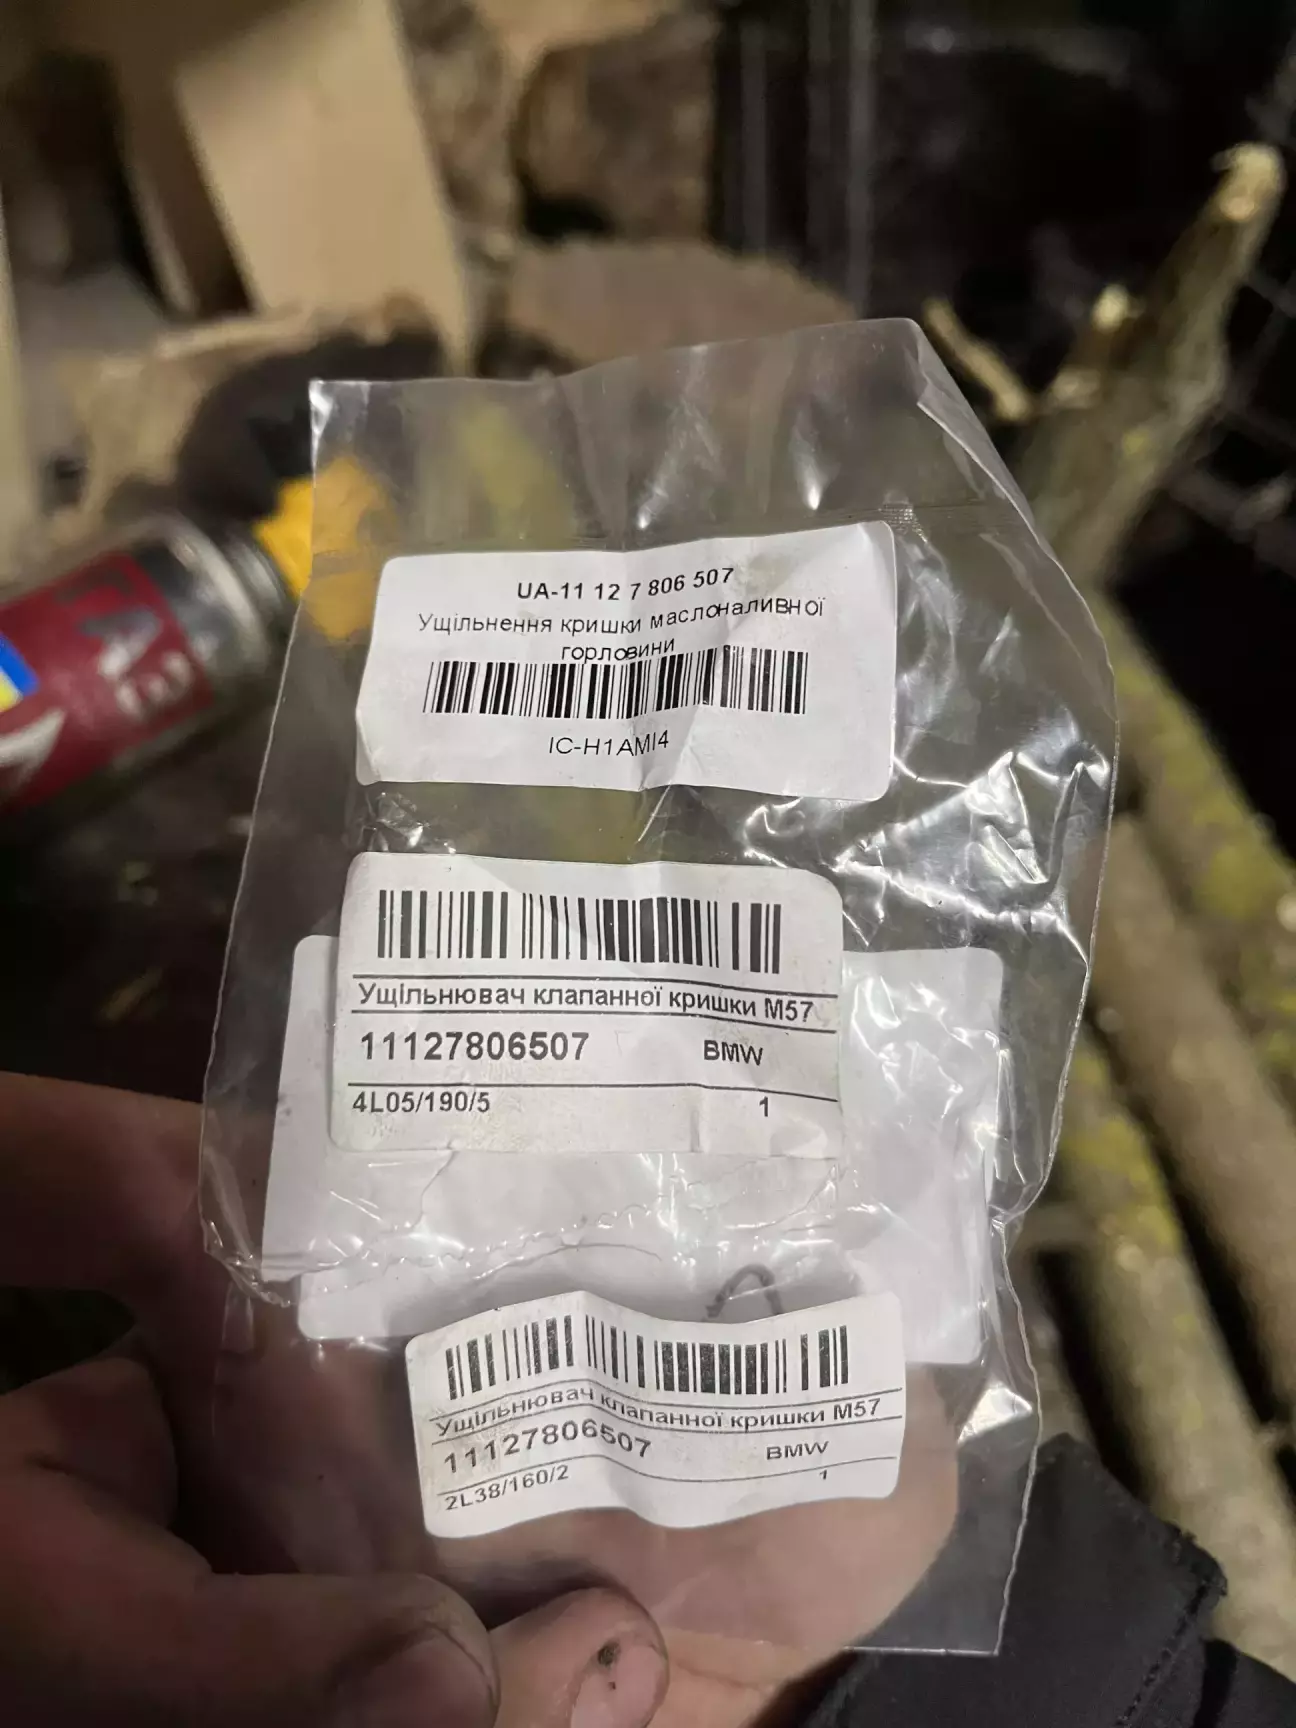 ГАЗ
UA-11 12 7 806 507
Ущільнення кришки маслоналивної
горловини
IC-H1AMI4
Ущільнювач клапанної кришки M57
11127806507 BMW
4L05/190/5 1
Ущільнювач клапанної кришки M57
11127806507 BMW
2L38/160/2 1